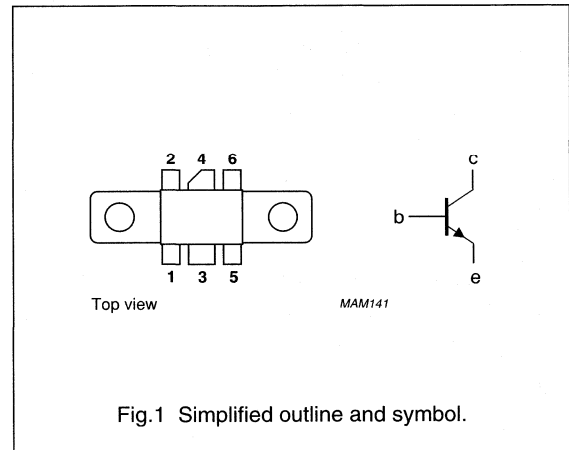 2 4 6
c
b
1 3 5
e
Top view
MAM141
Fig.1 Simplified outline and symbol.